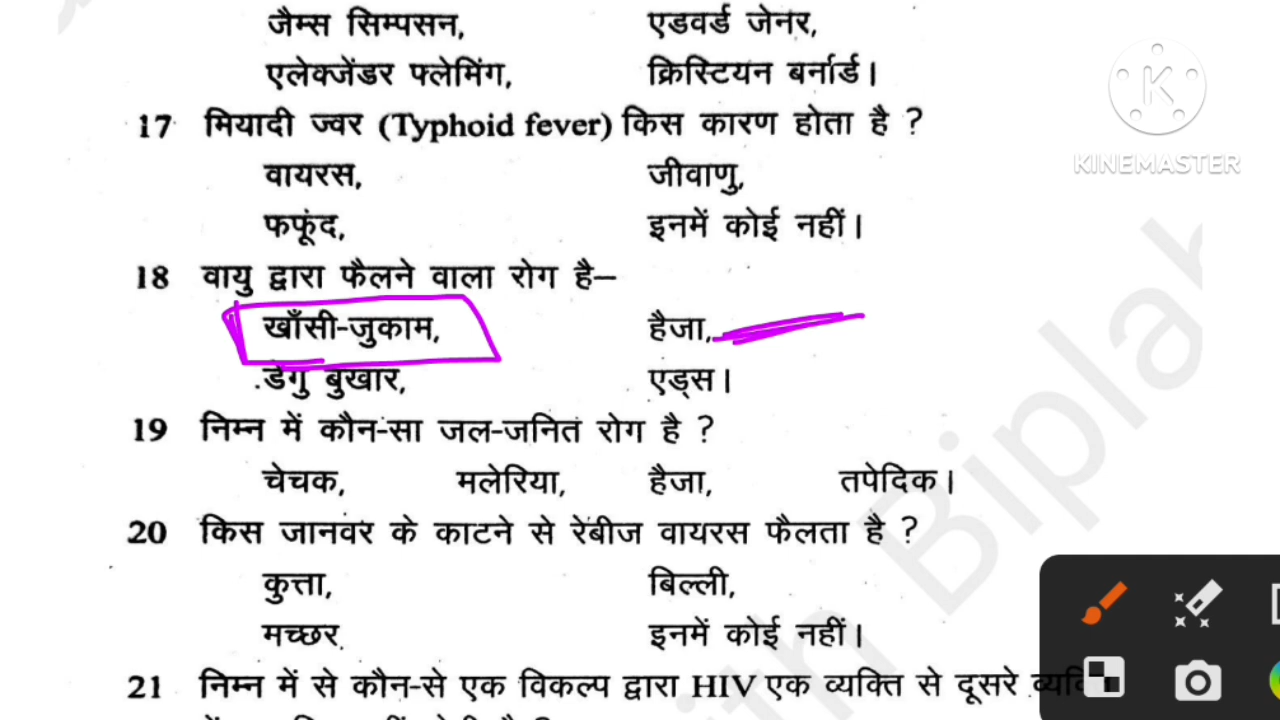 जैम्स सिम्पसन, एडवर्ड जेनर,
एलेक्जेंडर फ्लेमिंग, क्रिस्टियन बर्नार्ड।
17 मियादी ज्वर (Typhoid fever) किस कारण होता है ?
वायरस, जीवाणु,
फफूंद, इनमें कोई नहीं।
18 वायु द्वारा फैलने वाला रोग है–
खाँसी-जुकाम, हैजा,
डेंगु बुखार, एड्स।
19 निम्न में कौन-सा जल-जनित रोग है ?
चेचक, मलेरिया, हैजा, तपेदिक।
20 किस जानवर के काटने से रेबीज वायरस फैलता है ?
कुत्ता, बिल्ली,
मच्छर इनमें कोई नहीं।
21 निम्न में से कौन-से एक विकल्प द्वारा HIV एक व्यक्ति से दूसरे
K
KINEMASTER
Bipla